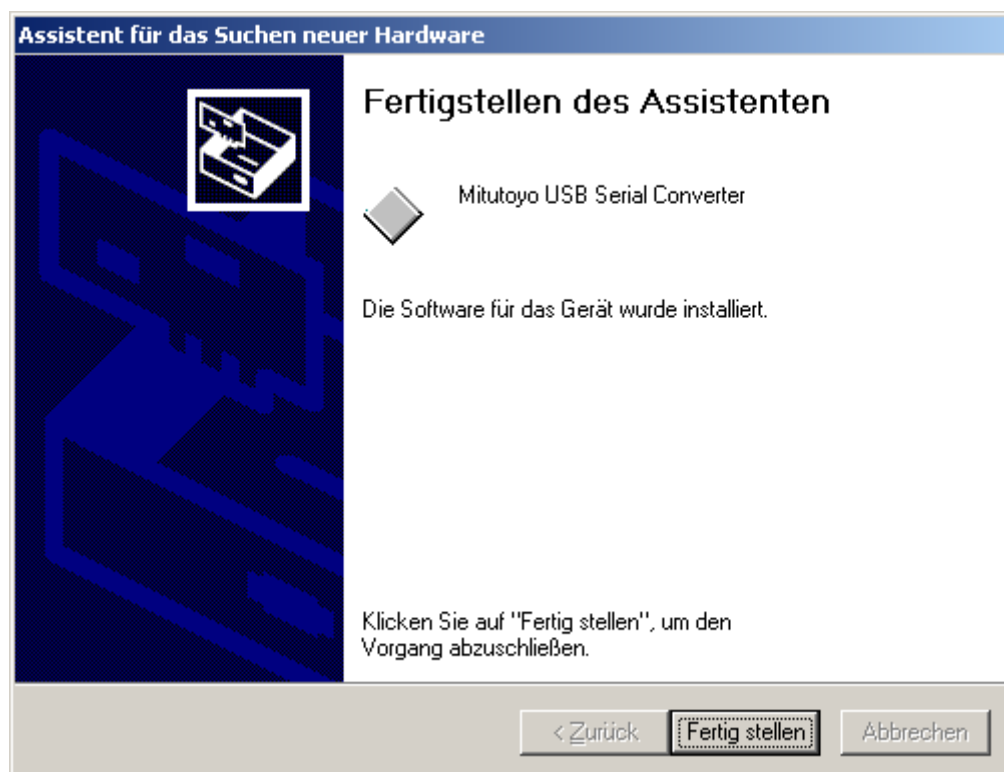 Assistent für das Suchen neuer Hardware
Fertigstellen des Assistenten
Mitutoyo USB Serial Converter
Die Software für das Gerät wurde installiert.
Klicken Sie auf "Fertig stellen", um den
Vorgang abzuschließen.
< Zurück Fertig stellen Abbrechen